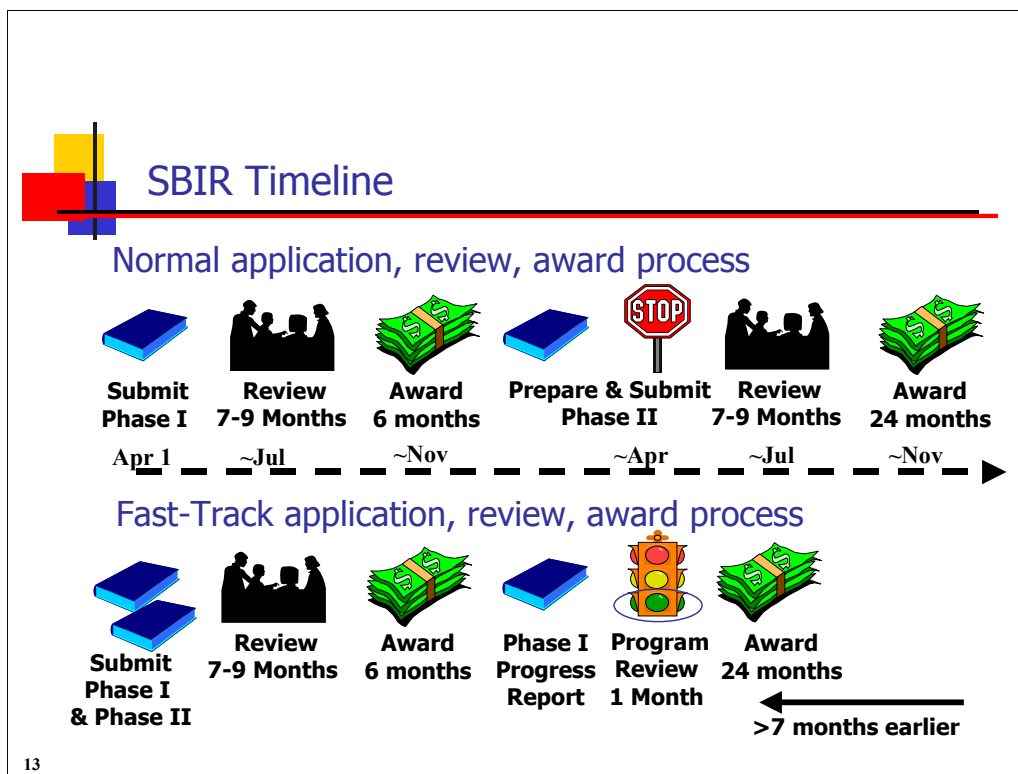 SBIR Timeline
Normal application, review, award process
STOP
Submit
Phase I
Review
7-9 Months
Award
6 months
Prepare & Submit
Phase II
Review
7-9 Months
Award
24 months
Apr 1 ~Jul ~Nov ~Apr ~Jul ~Nov
Fast-Track application, review, award process
Submit
Phase I
& Phase II
Review
7-9 Months
Award
6 months
Phase I
Progress
Report
Program
Review
1 Month
Award
24 months
>7 months earlier
13